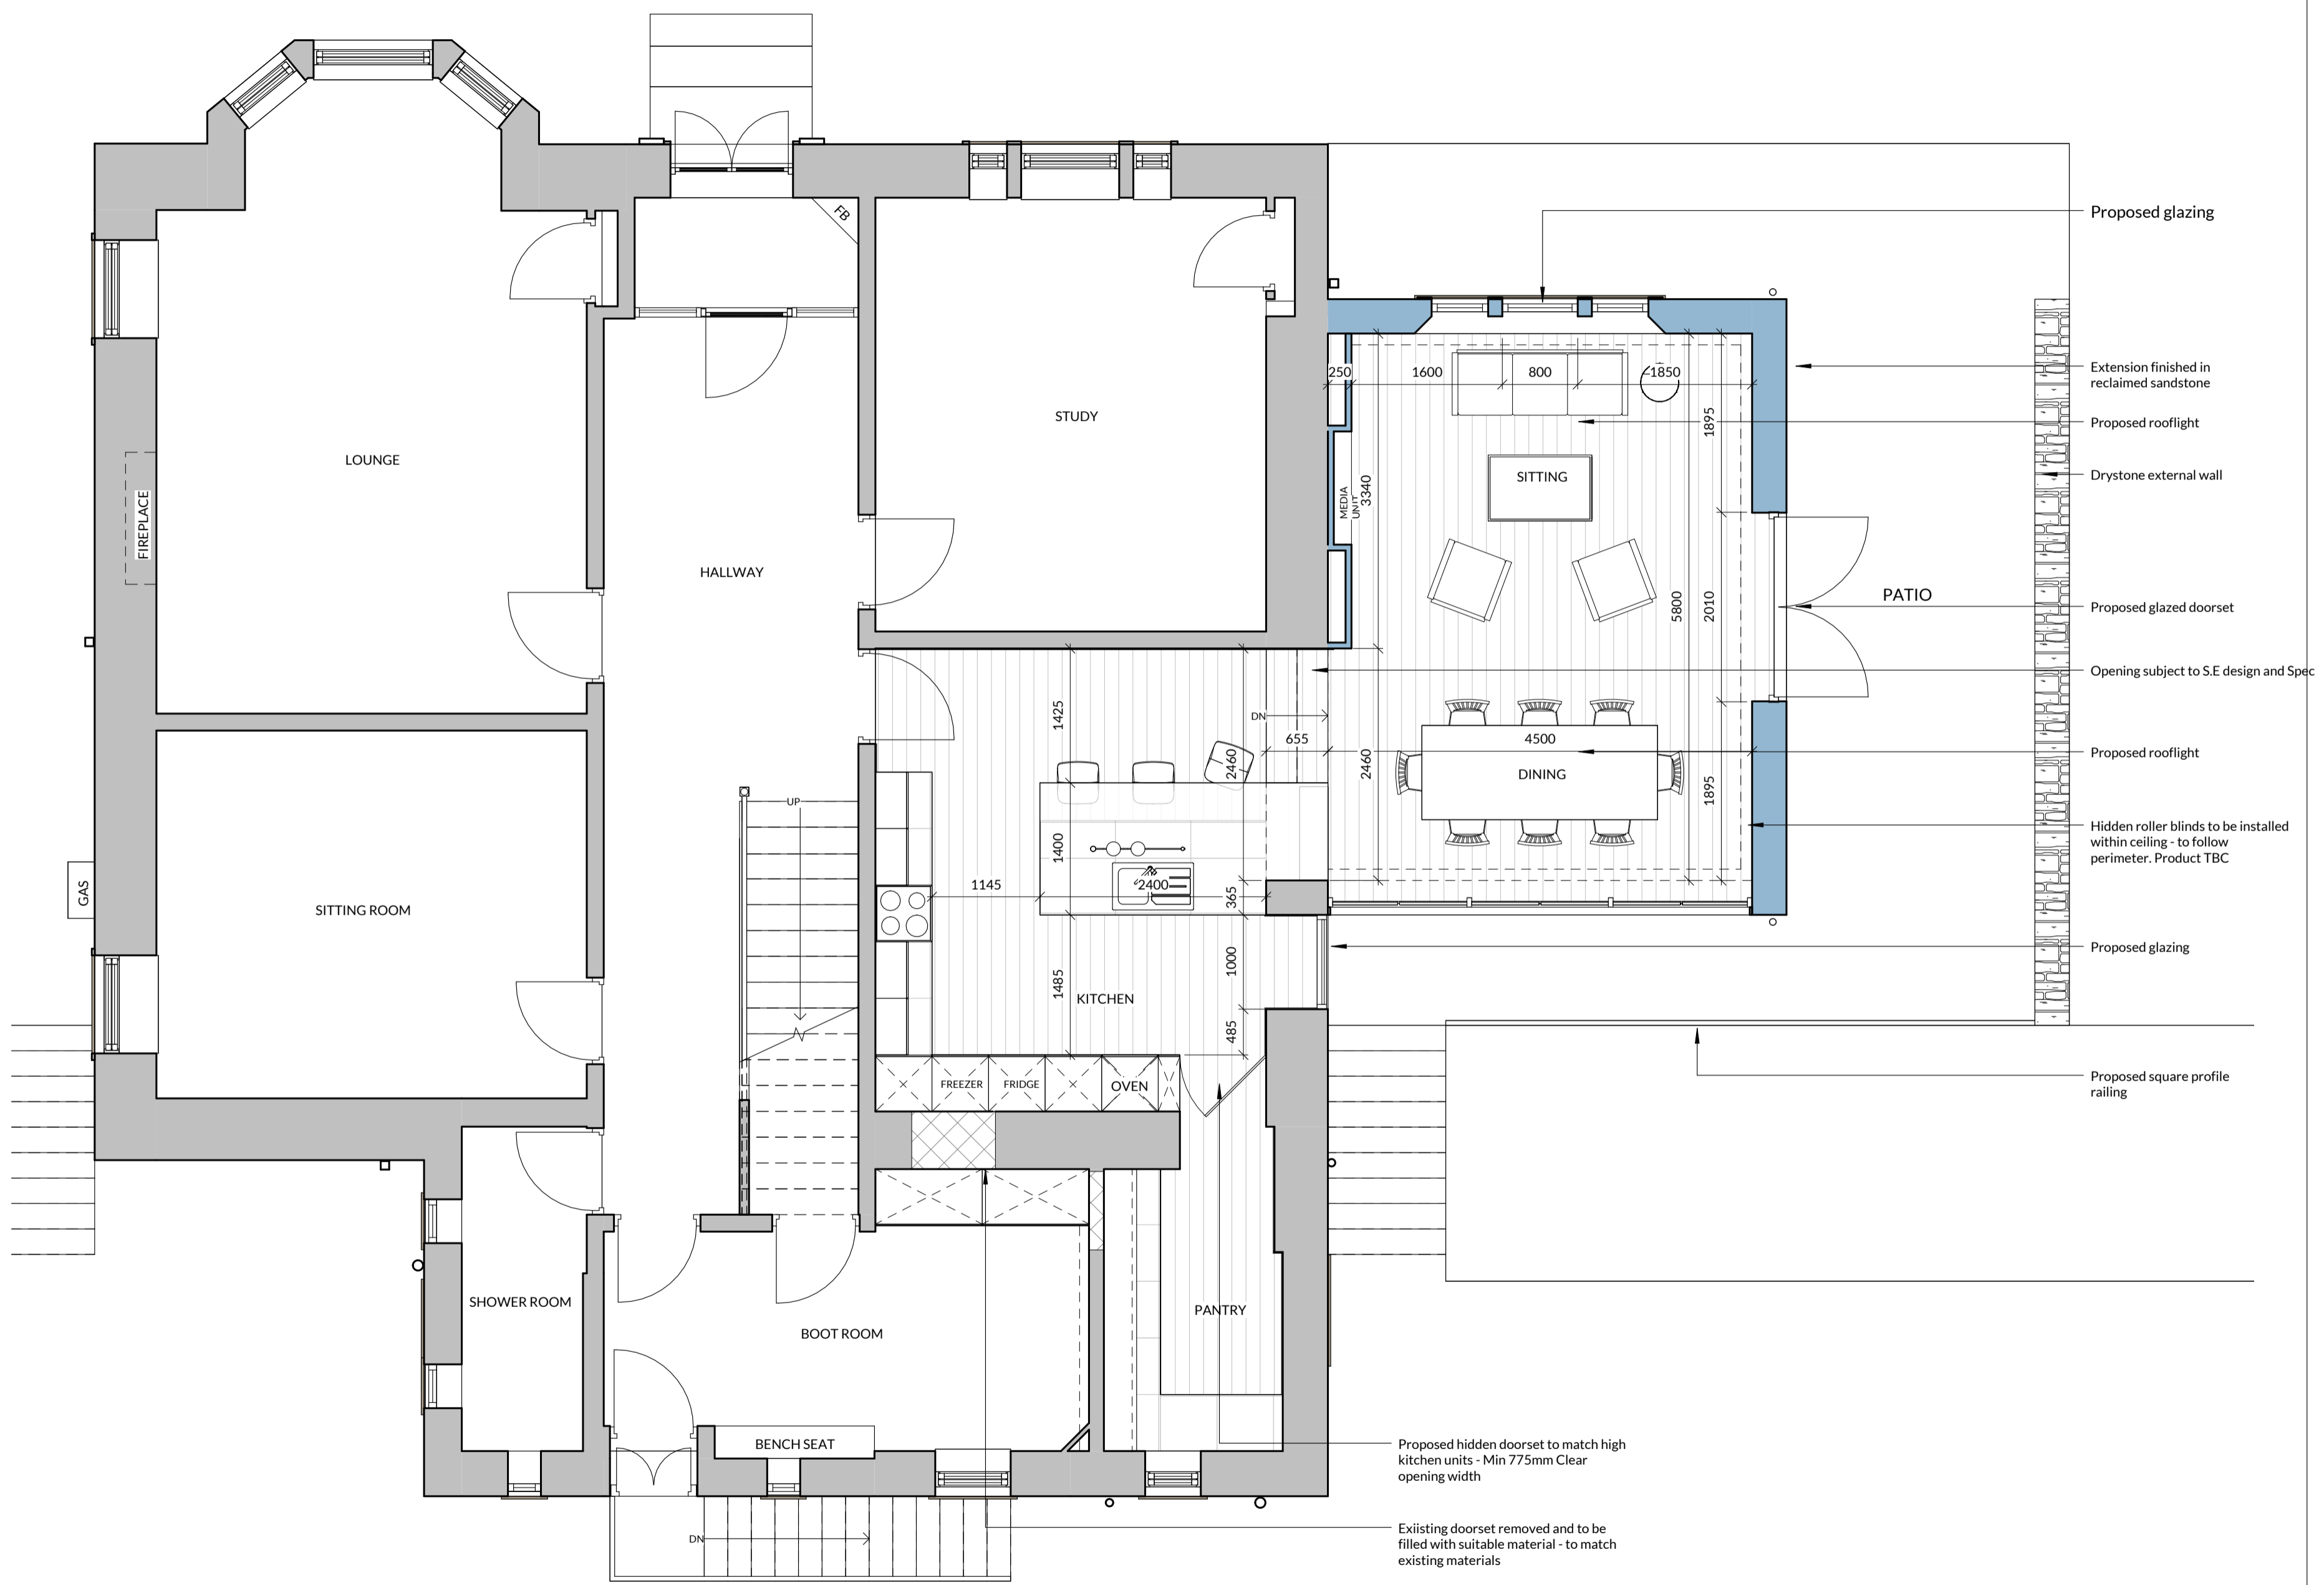 FB
Proposed glazing
Extension finished in
reclaimed sandstone
250
1600
800
1850
1895
STUDY
Proposed rooflight
LOUNGE
SITTING
Drystone external wall
FIREPLACE
MEDIA
UNIT
3340
HALLWAY
5800
2010
PATIO
Proposed glazed doorset
Opening subject to S.E design and Spec
1425
DN
655
2460
2460
4500
DINING
1895
Proposed rooflight
UP
Hidden roller blinds to be installed
within ceiling - to follow
perimeter. Product TBC
1400
GAS
SITTING ROOM
1145
2400
365
Proposed glazing
1485
1000
KITCHEN
485
FREEZER
FRIDGE
OVEN
Proposed square profile
railing
SHOWER ROOM
PANTRY
BOOT ROOM
BENCH SEAT
Proposed hidden doorset to match high
kitchen units - Min 775mm Clear
opening width
DN
Exiisting doorset removed and to be
filled with suitable material - to match
existing materials